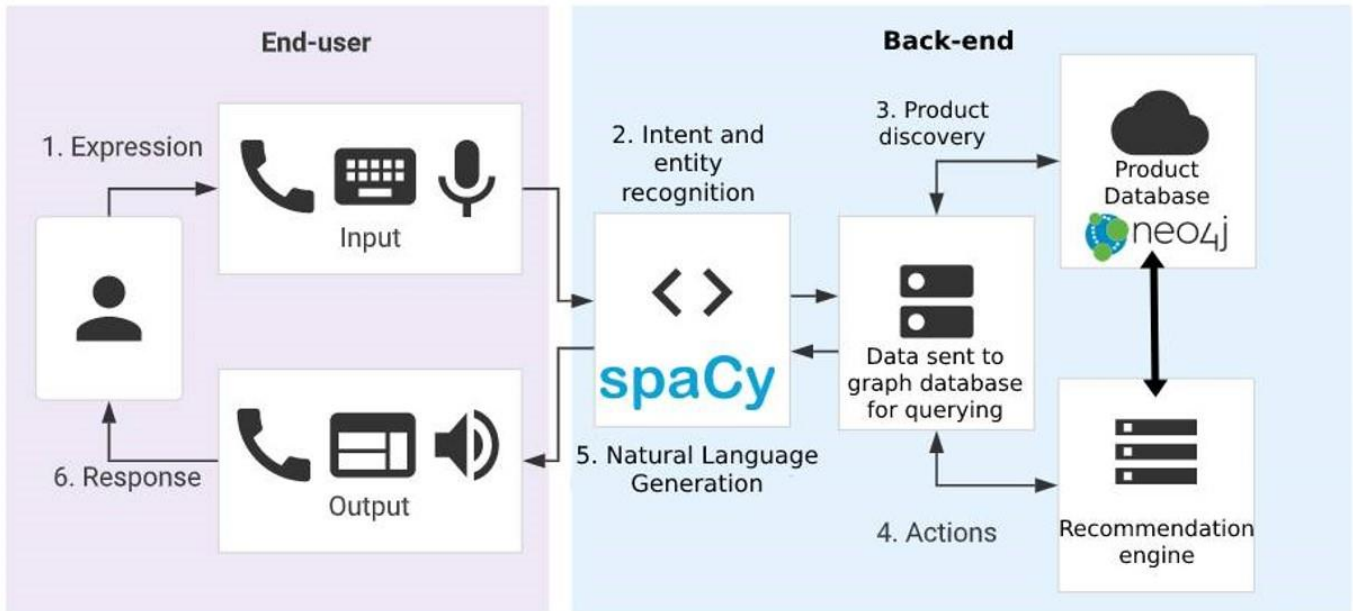 End-user
Back-end
1. Expression
Input
6. Response
Output
2. Intent and
entity
recognition
spaCy
5. Natural Language
Generation
3. Product
discovery
Data sent to
graph database
for querying
4. Actions
Product
Database
neo4j
Recommendation
engine